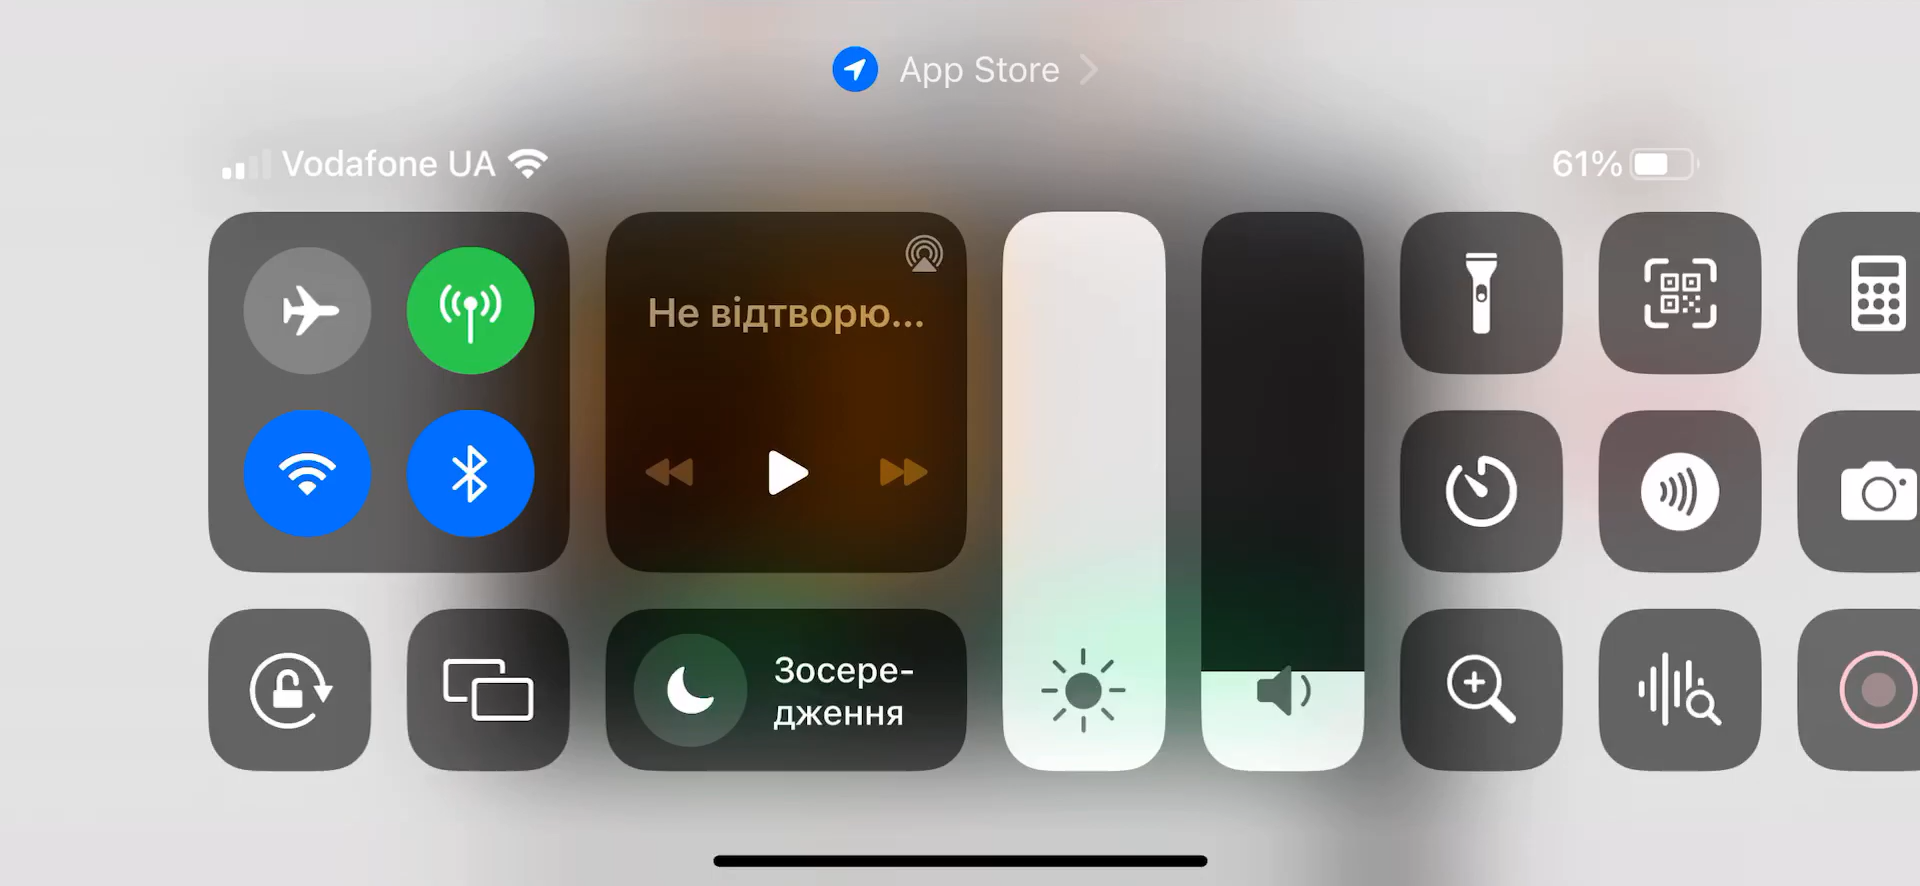 App Store
Vodafone UA
61%
Не відтворю...
Зосере-
дження